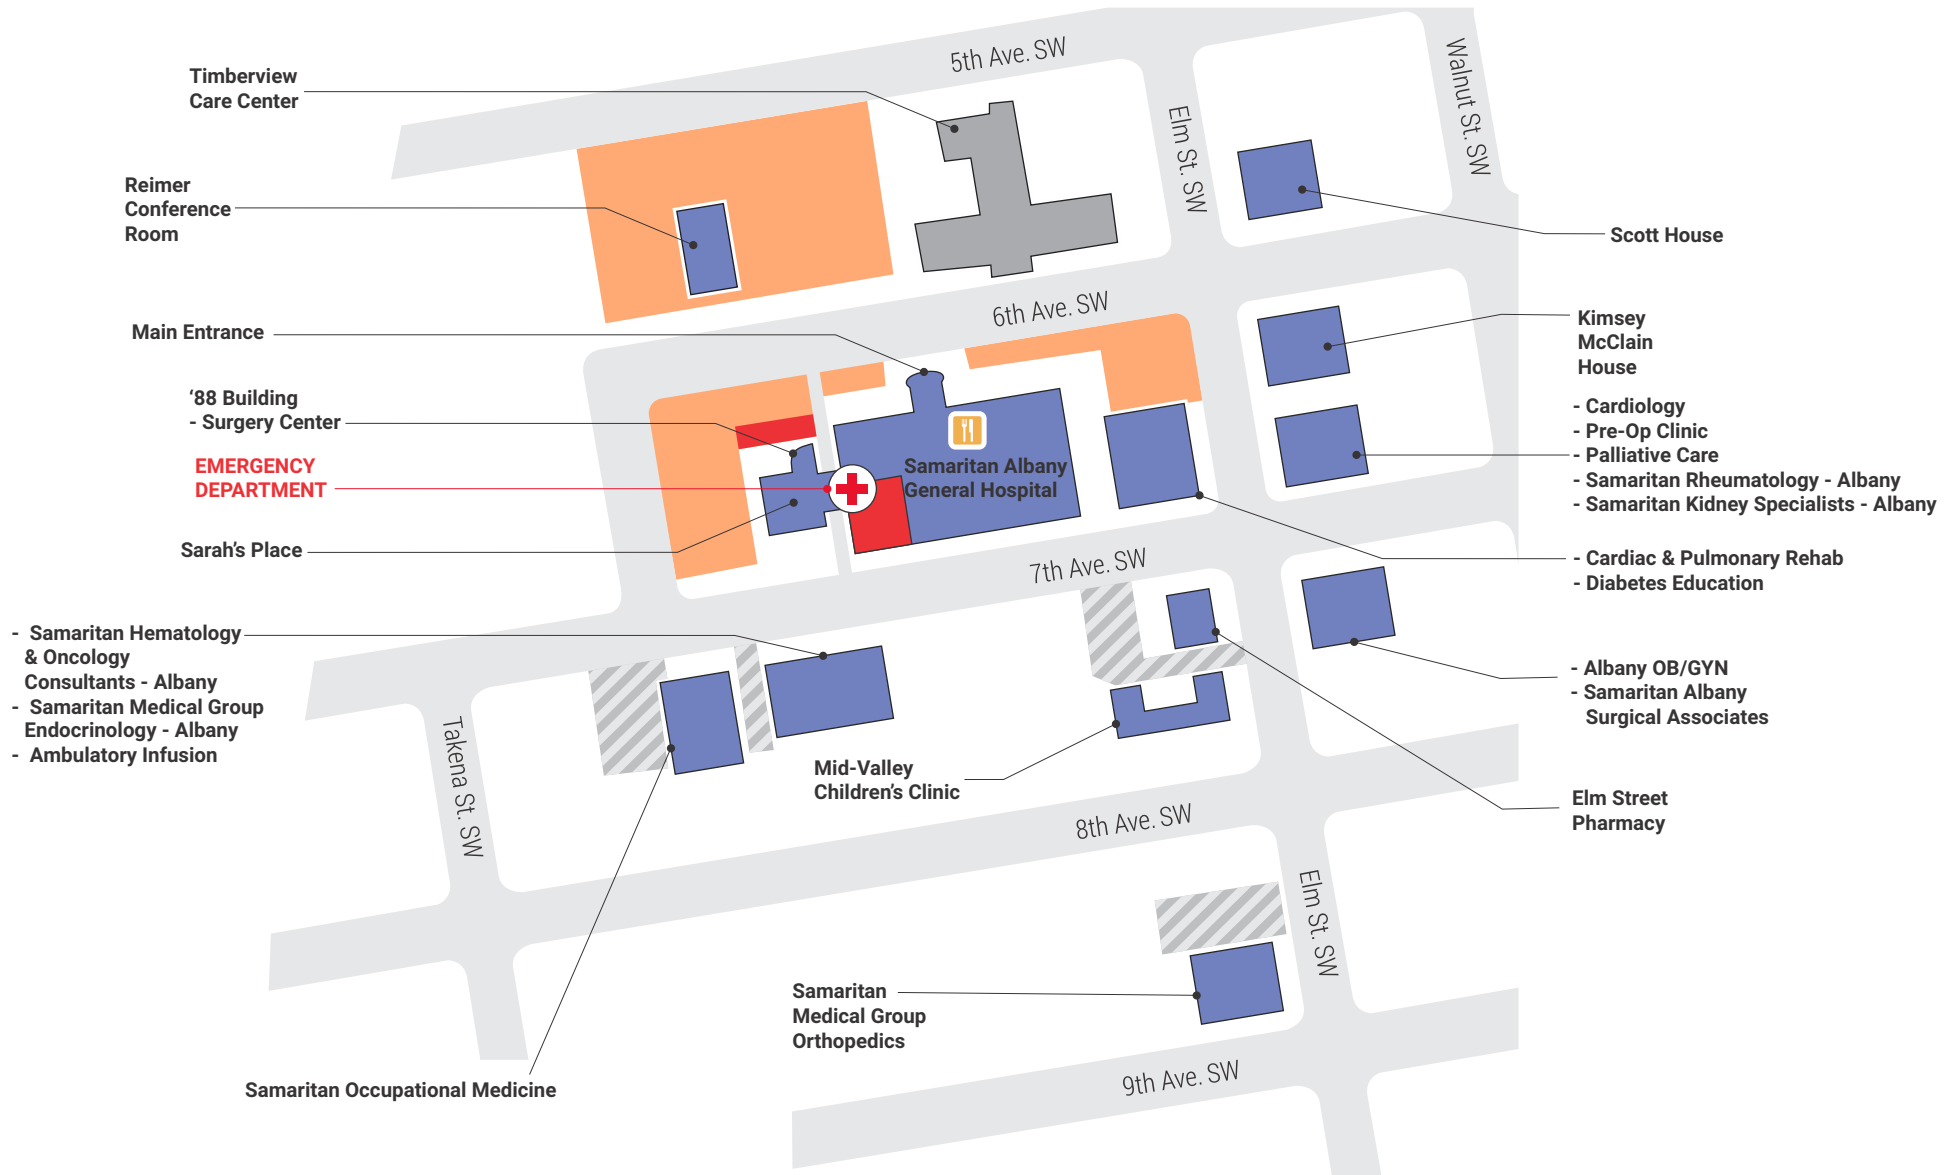 5th Ave. SW
Walnut St. SW
Timberview
Care Center
Elm St. SW
Reimer
Conference
Room
Scott House
6th Ave. SW
Main Entrance
Kimsey
McClain
House
‘88 Building
- Surgery Center
- Cardiology
- Pre-Op Clinic
- Palliative Care
- Samaritan Rheumatology - Albany
- Samaritan Kidney Specialists - Albany
EMERGENCY
DEPARTMENT
Samaritan Albany
General Hospital
Sarah’s Place
7th Ave. SW
- Cardiac & Pulmonary Rehab
- Diabetes Education
- Samaritan Hematology
& Oncology
Consultants - Albany
- Samaritan Medical Group
Endocrinology - Albany
- Ambulatory Infusion
- Albany OB/GYN
- Samaritan Albany
Surgical Associates
Takena St. SW
Mid-Valley
Children’s Clinic
Elm Street
Pharmacy
8th Ave. SW
Elm St. SW
Samaritan
Medical Group
Orthopedics
9th Ave. SW
Samaritan Occupational Medicine